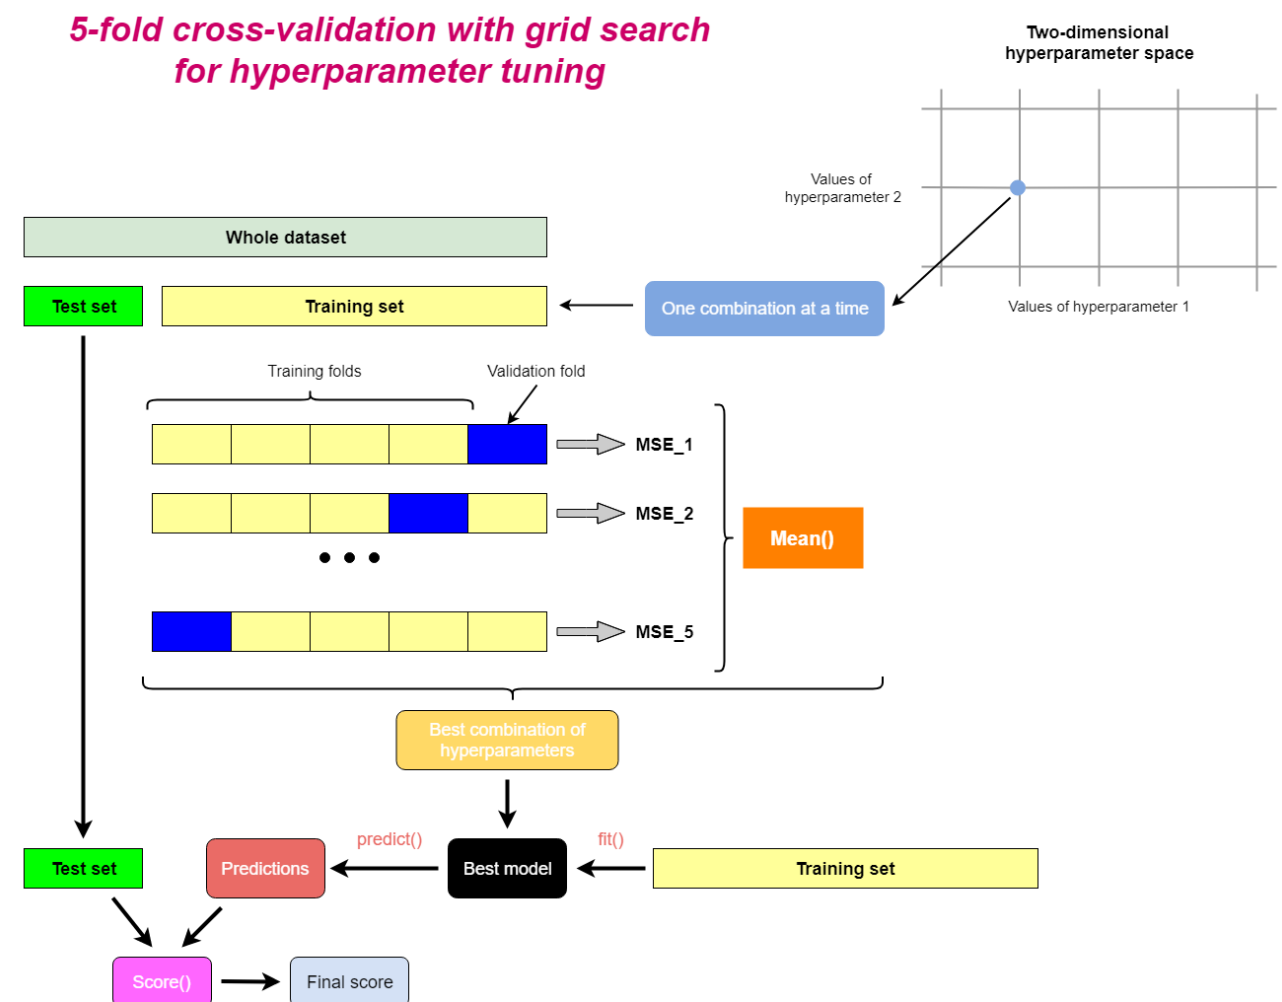 5-fold cross-validation with grid search
for hyperparameter tuning
Two-dimensional
hyperparameter space
Values of
hyperparameter 2
Values of hyperparameter 1
Whole dataset
Test set
Training set
One combination at a time
Training folds
Validation fold
MSE_1
MSE_2
MSE_5
Mean()
Best combination of
hyperparameters
Test set
Predictions
predict()
Best model
fit()
Training set
Score()
Final score